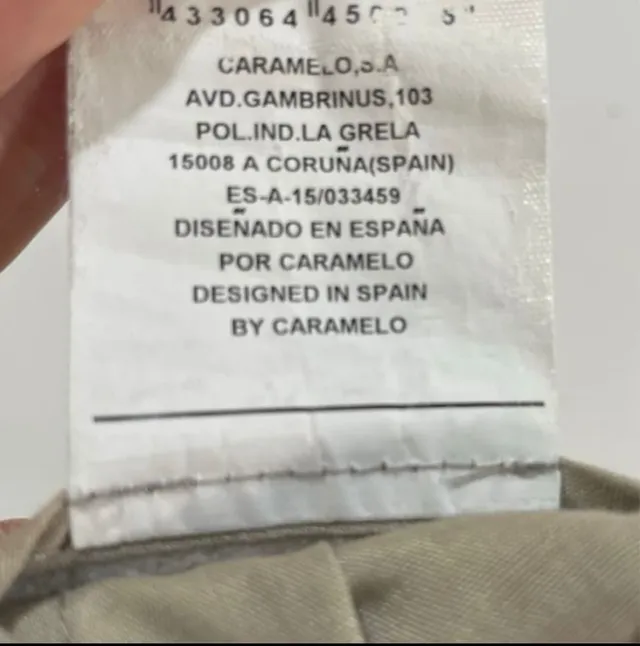 433064 45
CARAMELO,S.A
AVD.GAMBRINUS,103
POL.IND.LA GRELA
15008 A CORUÑA(SPAIN)
ES-A-15/033459
DISEÑADO EN ESPAÑA
POR CARAMELO
DESIGNED IN SPAIN
BY CARAMELO